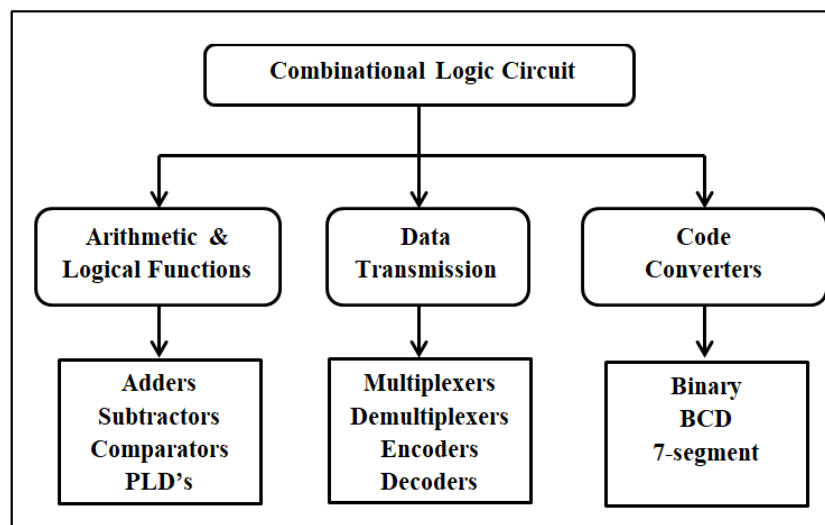 Combinational Logic Circuit
Arithmetic &
Logical Functions
Data
Transmission
Code
Converters
Adders
Subtractors
Comparators
PLD's
Multiplexers
Demultiplexers
Encoders
Decoders
Binary
BCD
7-segment